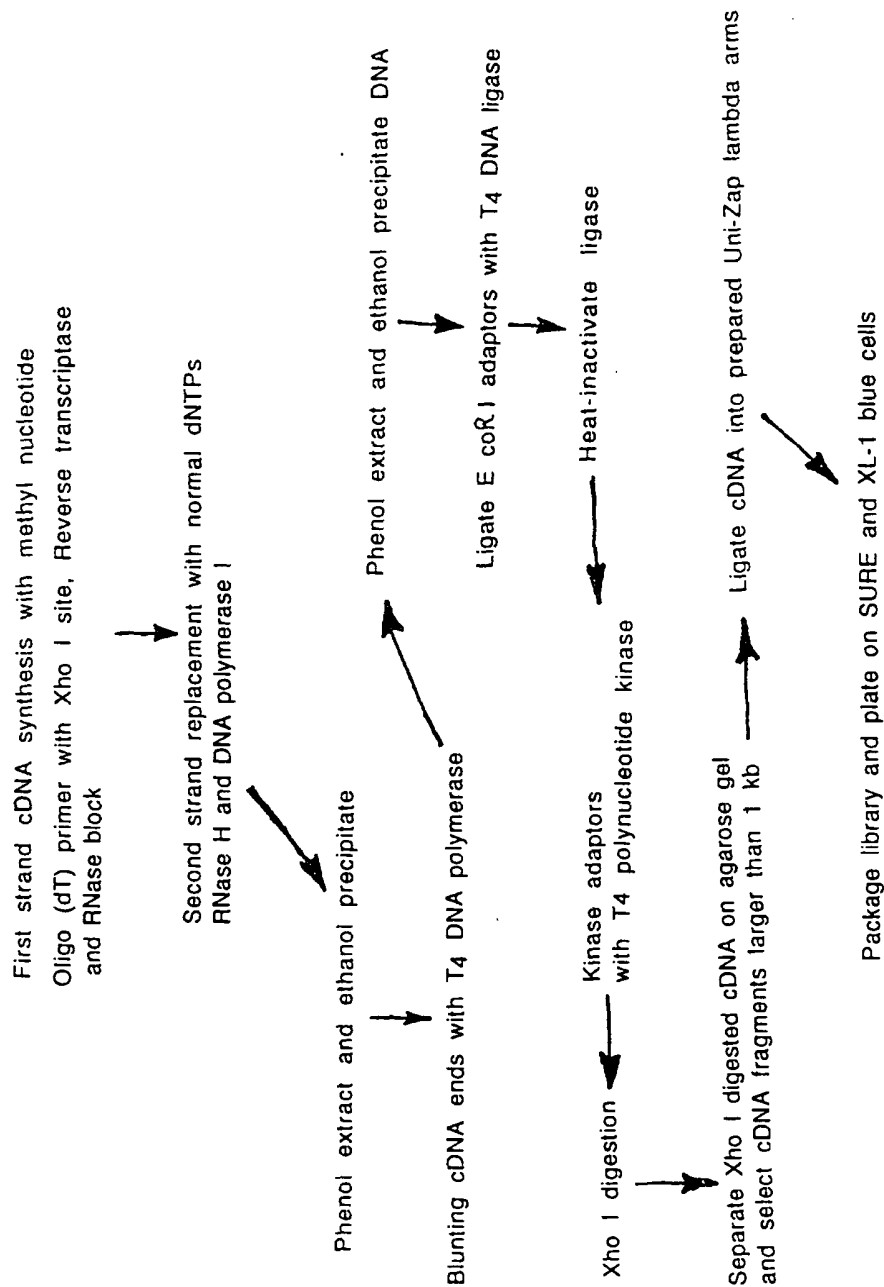 First strand cDNA synthesis with methyl nucleotide
Oligo (dT) primer with Xho I site, Reverse transcriptase
and RNase block
Second strand replacement with normal dNTPs
RNase H and DNA polymerase I
Phenol extract and ethanol precipitate
Blunting cDNA ends with T4 DNA polymerase
Phenol extract and ethanol precipitate DNA
Ligate E coR I adaptors with T4 DNA ligase
Heat-inactivate ligase
Kinase adaptors
with T4 polynucleotide kinase
Xho I digestion
Separate Xho I digested cDNA on agarose gel
and select cDNA fragments larger than 1 kb
Ligate cDNA into prepared Uni-Zap lambda arms
Package library and plate on SURE and XL-1 blue cells